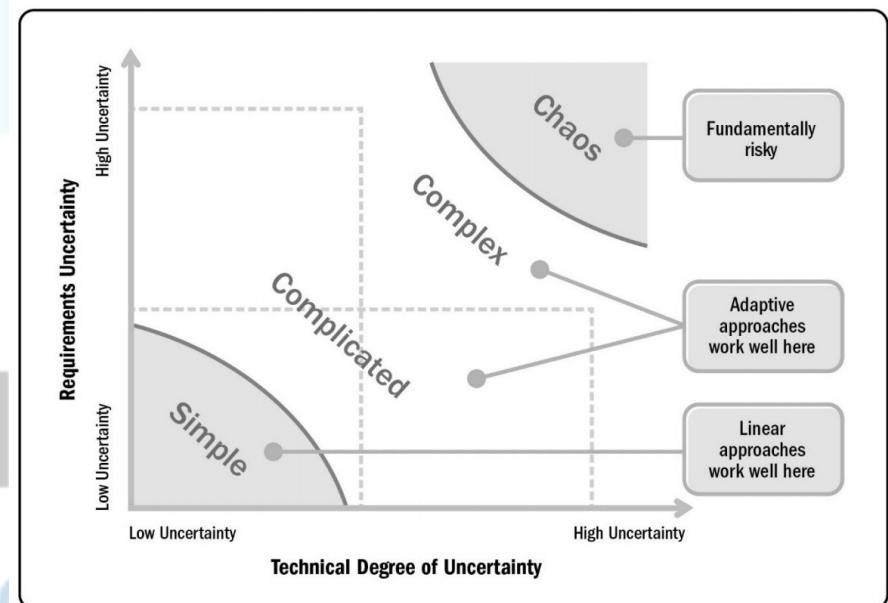 High Uncertainty
Requirements Uncertainty
Low Uncertainty
Chaos
Complex
Complicated
Simple
Fundamentally
risky
Adaptive
approaches
work well here
Linear
approaches
work well here
Low Uncertainty
High Uncertainty
Technical Degree of Uncertainty